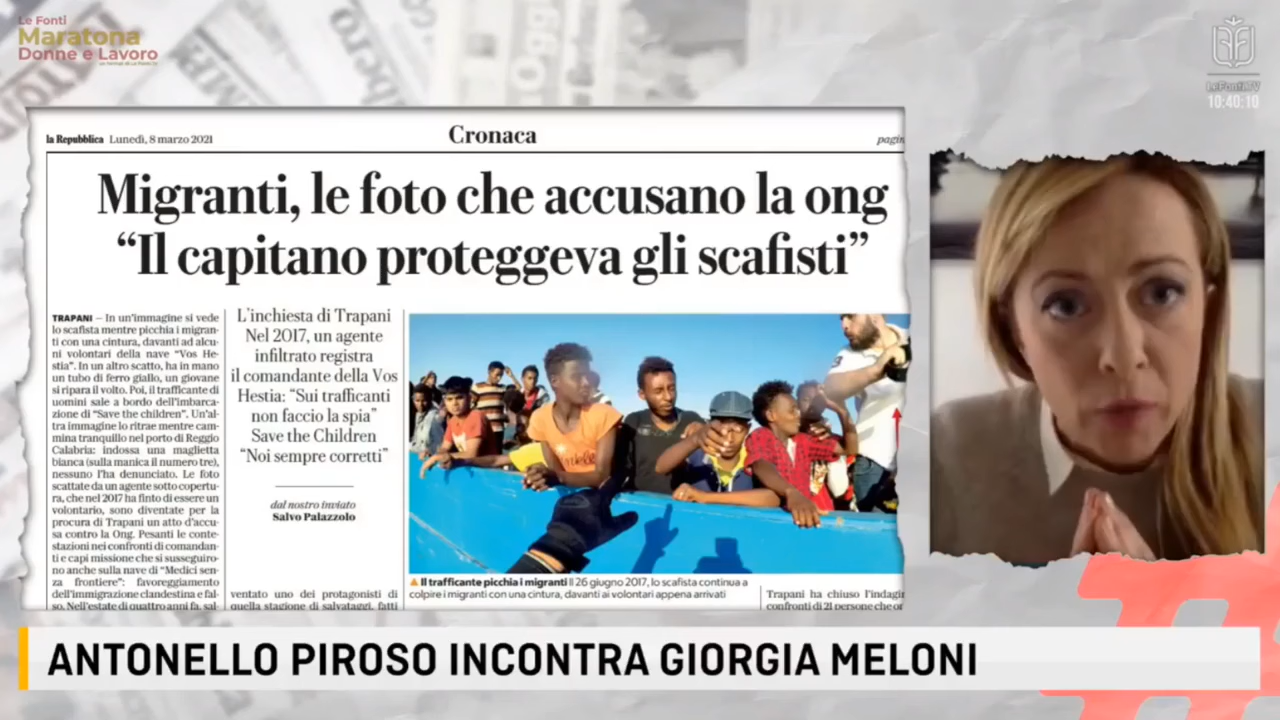 Le Fonti
Maratona
Donne e Lavoro
LeFonti.TV
10:40:10
la Repubblica Lunedì, 8 marzo 2021
Cronaca
Migranti, le foto che accusano la ong
“Il capitano proteggeva gli scafisti”
TRAPANI – In un’immagine si vede
lo scafista mentre picchia i migran-
ti con una cintura, davanti ad alcu-
ni volontari della nave “Vos He-
stia”. In un altro scatto, ha in mano
un tubo di ferro giallo, un giovane
si ripara il volto. Poi, il trafficante di
uomini sale a bordo dell’imbarca-
zione di “Save the children”. Un’al-
tra immagine lo ritrae mentre cam-
mina tranquillo nel porto di Reggio
Calabria: indossa una maglietta
bianca (sulla manica il numero tre),
nessuno l’ha denunciato. Le foto
scattate da un agente sotto copertu-
ra, che nel 2017 ha finto di essere un
volontario, sono diventate per la
procura di Trapani un atto d’accu-
sa contro la Ong. Pesanti le conte-
stazioni nei confronti di comandan-
ti e capi missione che si susseguiro-
no anche sulla nave di “Medici sen-
za frontiere”: favoreggiamento
dell’immigrazione clandestina e fal-
so. Nell’estate di quattro anni fa, sal-
L’inchiesta di Trapani
Nel 2017, un agente
infiltrato registra
il comandante della Vos
Hestia: “Sui trafficanti
non faccio la spia”
Save the Children
“Noi sempre corretti”
dal nostro inviato
Salvo Palazzolo
ventato uno dei protagonisti di
quella stagione di salvataggi, fatti
▲ Il trafficante picchia i migranti Il 26 giugno 2017, lo scafista continua a
colpire i migranti con una cintura, davanti ai volontari appena arrivati
Trapani ha chiuso l’indagin
confronti di 21 persone che or
ANTONELLO PIROSO INCONTRA GIORGIA MELONI